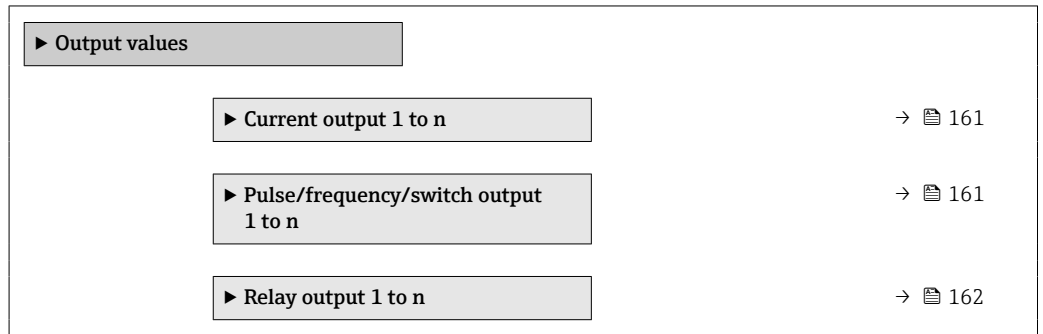 ▶ Output values
▶ Current output 1 to n → 161
▶ Pulse/frequency/switch output
1 to n → 161
▶ Relay output 1 to n → 162